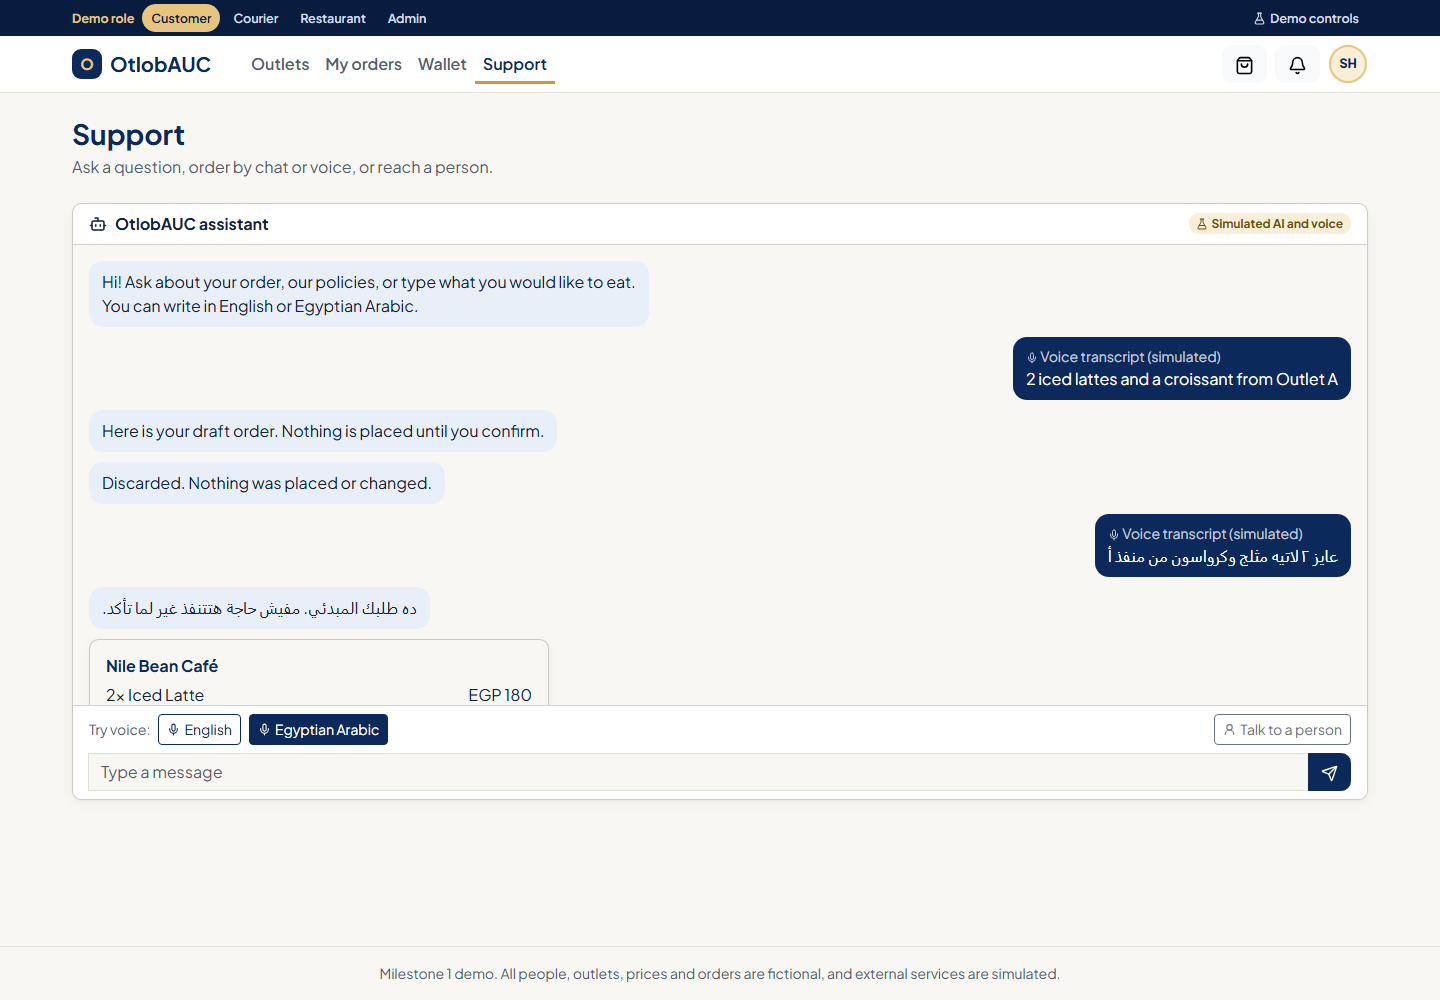 Demo role Customer Courier Restaurant Admin Demo controls
OtlobAUC Outlets My orders Wallet Support SH
Support
Ask a question, order by chat or voice, or reach a person.
OtlobAUC assistant Simulated AI and voice
Hi! Ask about your order, our policies, or type what you would like to eat.
You can write in English or Egyptian Arabic.
Voice transcript (simulated)
2 iced lattes and a croissant from Outlet A
Here is your draft order. Nothing is placed until you confirm.
Discarded. Nothing was placed or changed.
Voice transcript (simulated)
عايز ٢ لاتيه مثلج وكرواسون من منفذ أ
ده طلبك المبدئي. مفيش حاجة هتتنفذ غير لما تأكد.
Nile Bean Café
2× Iced Latte EGP 180
Try voice: English Egyptian Arabic Talk to a person
Type a message
Milestone 1 demo. All people, outlets, prices and orders are fictional, and external services are simulated.